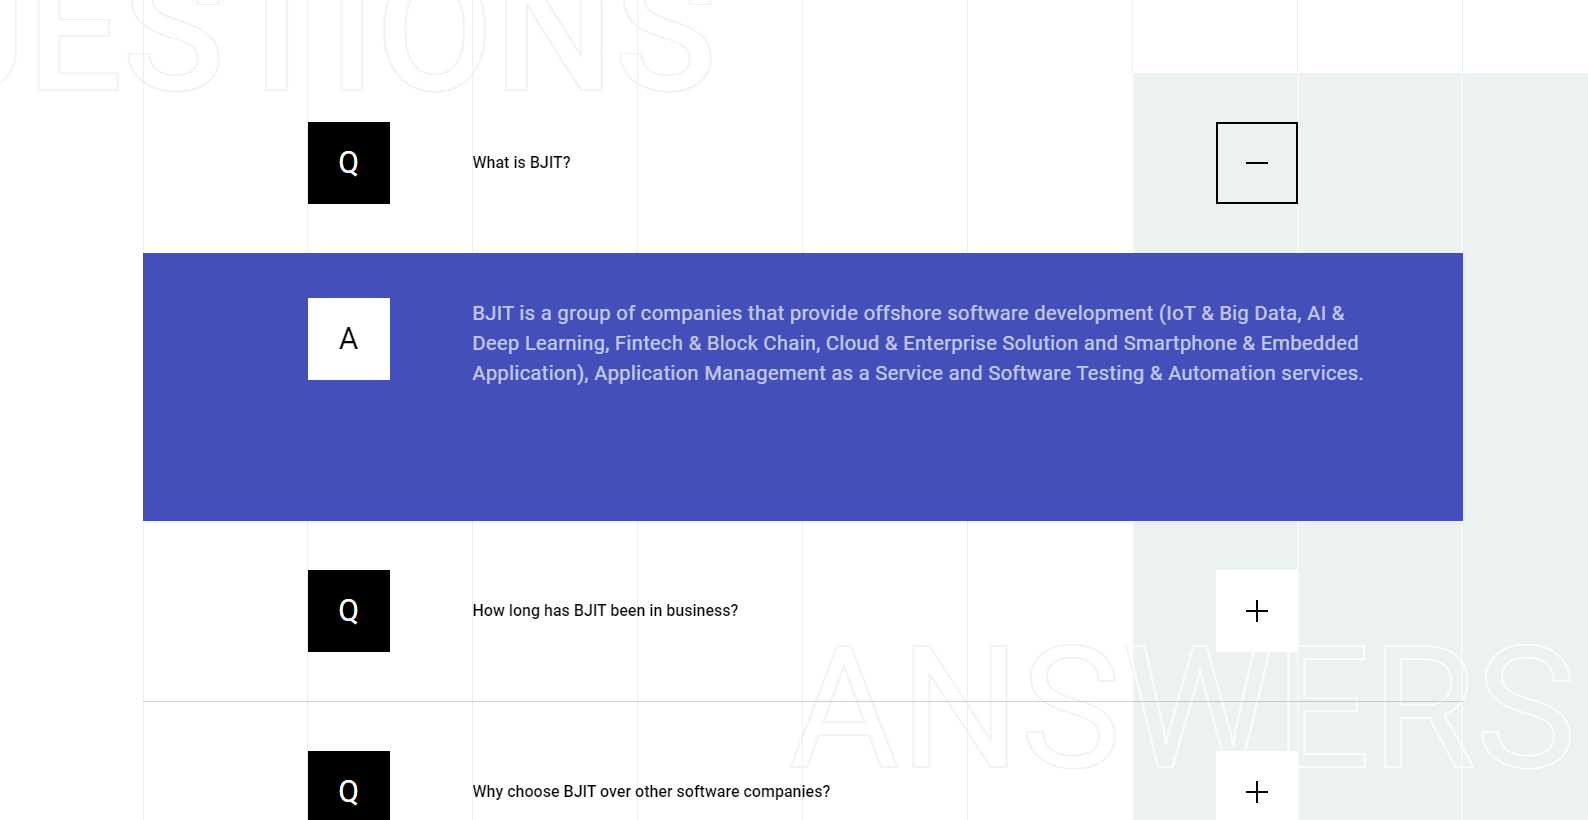 UESTIONS
Q
What is BJIT?
A
BJIT is a group of companies that provide offshore software development (IoT & Big Data, AI &
Deep Learning, Fintech & Block Chain, Cloud & Enterprise Solution and Smartphone & Embedded
Application), Application Management as a Service and Software Testing & Automation services.
Q
How long has BJIT been in business?
ANSWERS
Q
Why choose BJIT over other software companies?